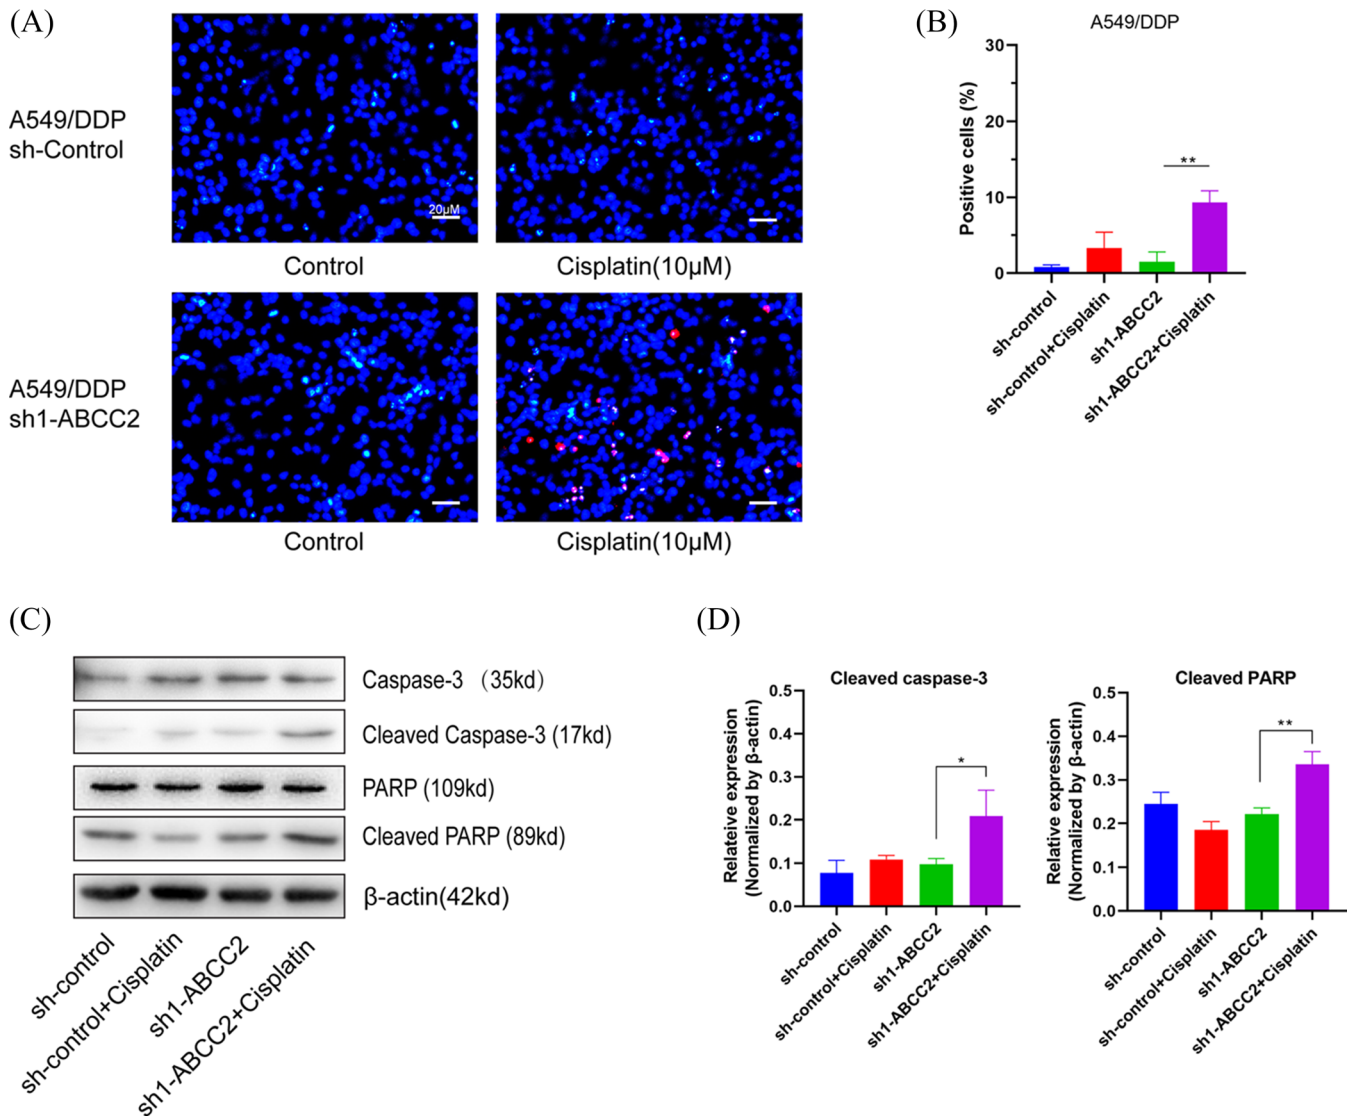 (A)
A549/DDP
sh-Control
20µM
Control
Cisplatin(10µM)
A549/DDP
sh1-ABCC2
Control
Cisplatin(10µM)
(B)
A549/DDP
Positive cells (%)
30
20
10
0
**
sh-control
sh-control+Cisplatin
sh1-ABCC2
sh1-ABCC2+Cisplatin
(C)
Caspase-3 (35kd)
Cleaved Caspase-3 (17kd)
PARP (109kd)
Cleaved PARP (89kd)
β-actin(42kd)
sh-control
sh-control+Cisplatin
sh1-ABCC2
sh1-ABCC2+Cisplatin
(D)
Cleaved caspase-3
Relateive expression
(Normalized by β-actin)
0.5
0.4
0.3
0.2
0.1
0.0
*
sh-control
sh-control+Cisplatin
sh1-ABCC2
sh1-ABCC2+Cisplatin
Cleaved PARP
Relative expression
(Normalized by β-actin)
0.5
0.4
0.3
0.2
0.1
0.0
**
sh-control
sh-control+Cisplatin
sh1-ABCC2
sh1-ABCC2+Cisplatin